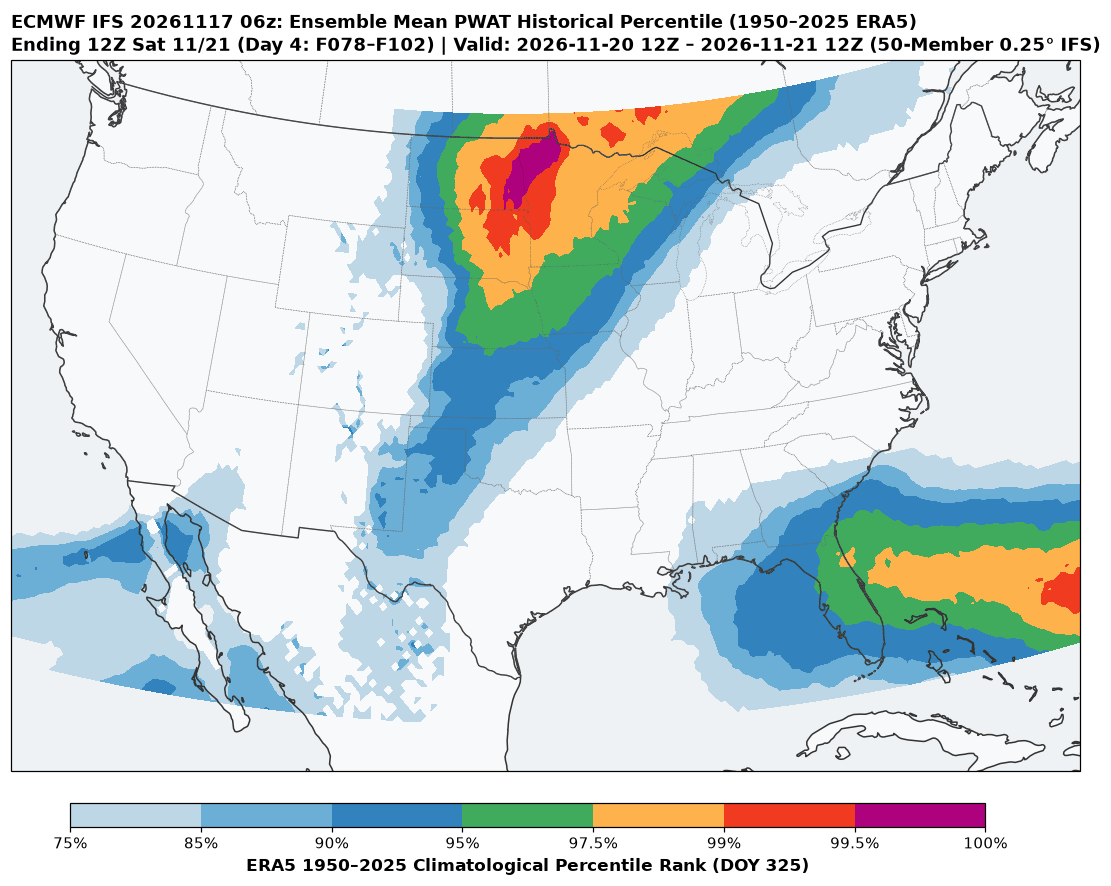 ECMWF IFS 20261117 06z: Ensemble Mean PWAT Historical Percentile (1950–2025 ERA5)
Ending 12Z Sat 11/21 (Day 4: F078–F102) | Valid: 2026-11-20 12Z – 2026-11-21 12Z (50-Member 0.25° IFS)
75% 85% 90% 95% 97.5% 99% 99.5% 100%
ERA5 1950–2025 Climatological Percentile Rank (DOY 325)